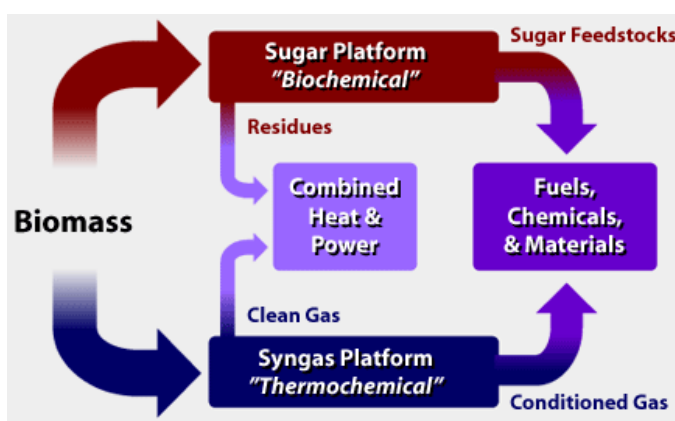 Sugar Platform
"Biochemical"
Sugar Feedstocks
Residues
Biomass
Combined
Heat &
Power
Fuels,
Chemicals,
& Materials
Clean Gas
Syngas Platform
"Thermochemical"
Conditioned Gas